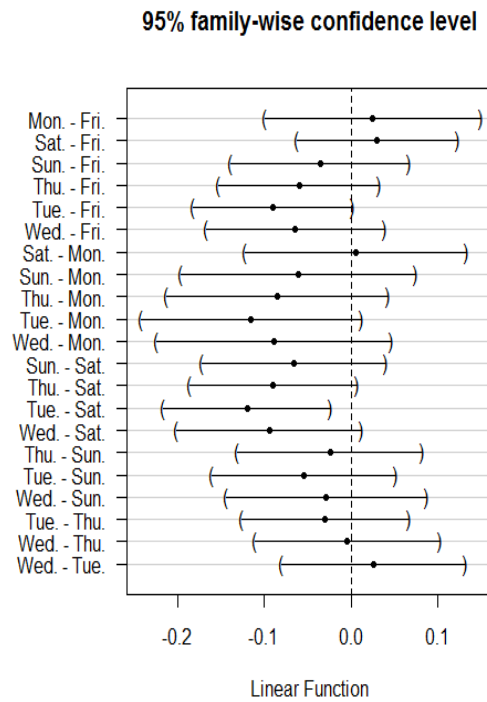 95% family-wise confidence level
Mon. - Fri.
Sat. - Fri.
Sun. - Fri.
Thu. - Fri.
Tue. - Fri.
Wed. - Fri.
Sat. - Mon.
Sun. - Mon.
Thu. - Mon.
Tue. - Mon.
Wed. - Mon.
Sun. - Sat.
Thu. - Sat.
Tue. - Sat.
Wed. - Sat.
Thu. - Sun.
Tue. - Sun.
Wed. - Sun.
Tue. - Thu.
Wed. - Thu.
Wed. - Tue.
-0.2 -0.1 0.0 0.1
Linear Function